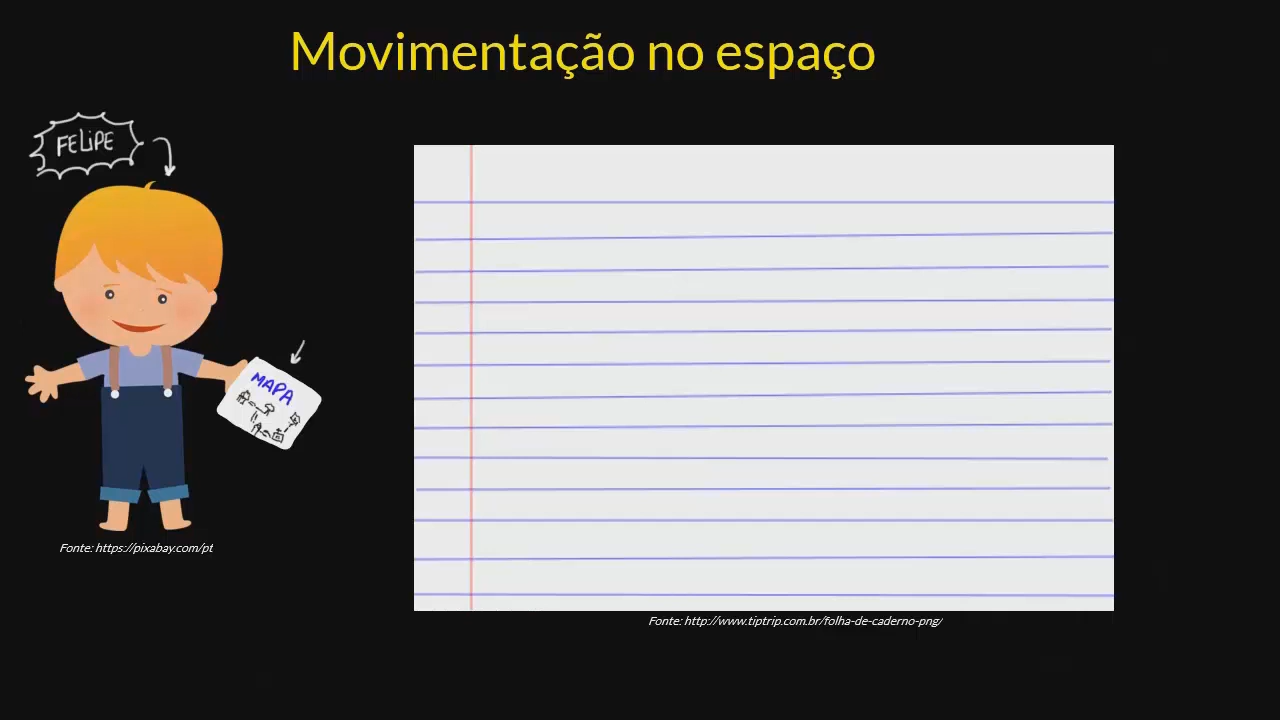 Movimentação no espaço
FELIPE
MAPA
Fonte: https://pixabay.com/pt
Fonte: http://www.tiptrip.com.br/folha-de-caderno-png/